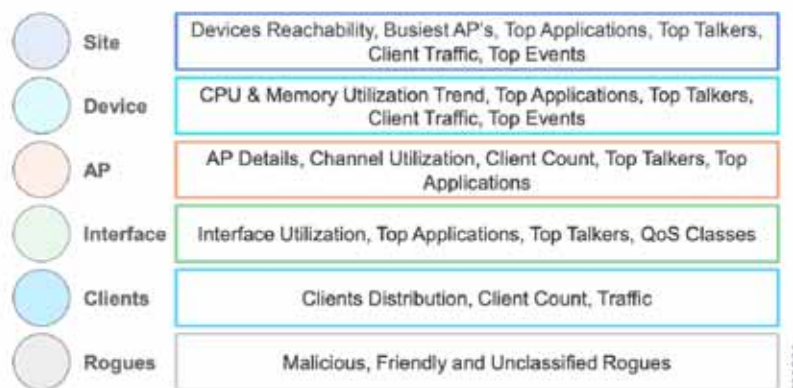 Site
Devices Reachability, Busiest AP's, Top Applications, Top Talkers,
Client Traffic, Top Events
Device
CPU & Memory Utilization Trend, Top Applications, Top Talkers,
Client Traffic, Top Events
AP
AP Details, Channel Utilization, Client Count, Top Talkers, Top
Applications
Interface
Interface Utilization, Top Applications, Top Talkers, QoS Classes
Clients
Clients Distribution, Client Count, Traffic
Rogues
Malicious, Friendly and Unclassified Rogues